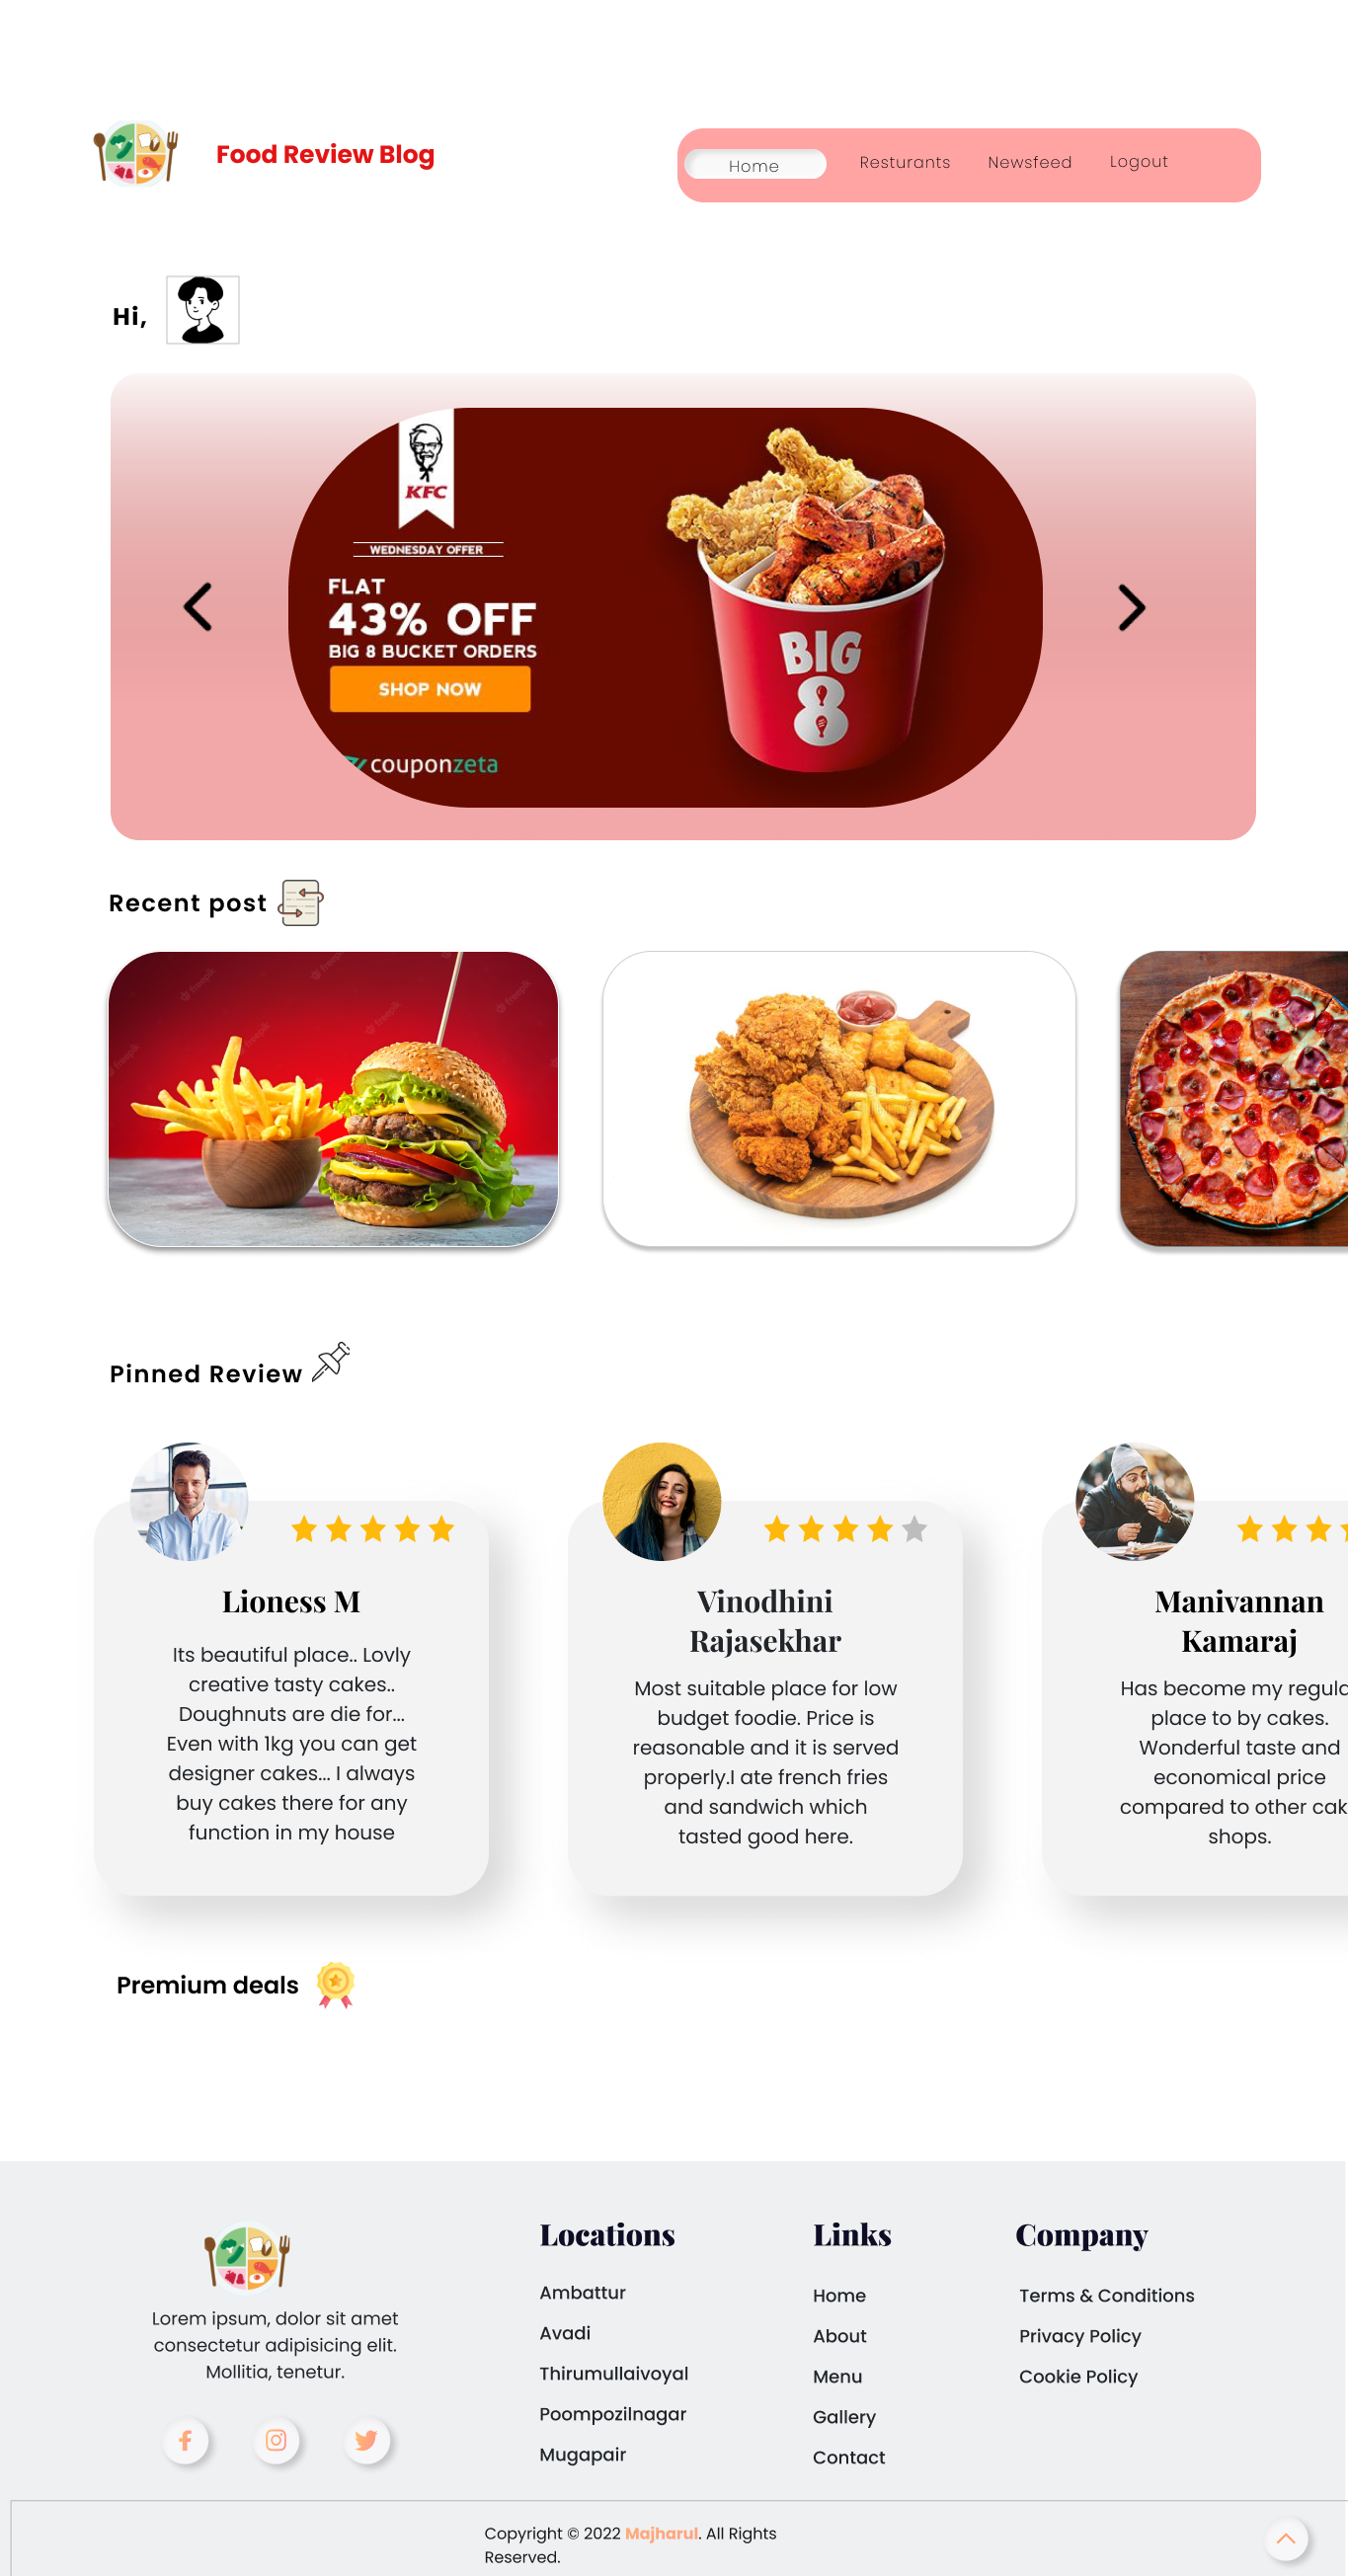 Food Review Blog
Home
Resturants
Newsfeed
Logout
Hi,
KFC
WEDNESDAY OFFER
FLAT
43% OFF
BIG 8 BUCKET ORDERS
SHOP NOW
couponzeta
BIG
8
Recent post
freepik
freepik
freepik
freepik
freepik
Pinned Review
Lioness M
Its beautiful place.. Lovly
creative tasty cakes..
Doughnuts are die for...
Even with 1kg you can get
designer cakes... I always
buy cakes there for any
function in my house
Vinodhini
Rajasekhar
Most suitable place for low
budget foodie. Price is
reasonable and it is served
properly.I ate french fries
and sandwich which
tasted good here.
Manivannan
Kamaraj
Has become my regula
place to by cakes.
Wonderful taste and
economical price
compared to other cak
shops.
Premium deals
Lorem ipsum, dolor sit amet
consectetur adipisicing elit.
Mollitia, tenetur.
Locations
Ambattur
Avadi
Thirumullaivoyal
Poompozilnagar
Mugapair
Links
Home
About
Menu
Gallery
Contact
Company
Terms & Conditions
Privacy Policy
Cookie Policy
Copyright © 2022 Majharul. All Rights
Reserved.